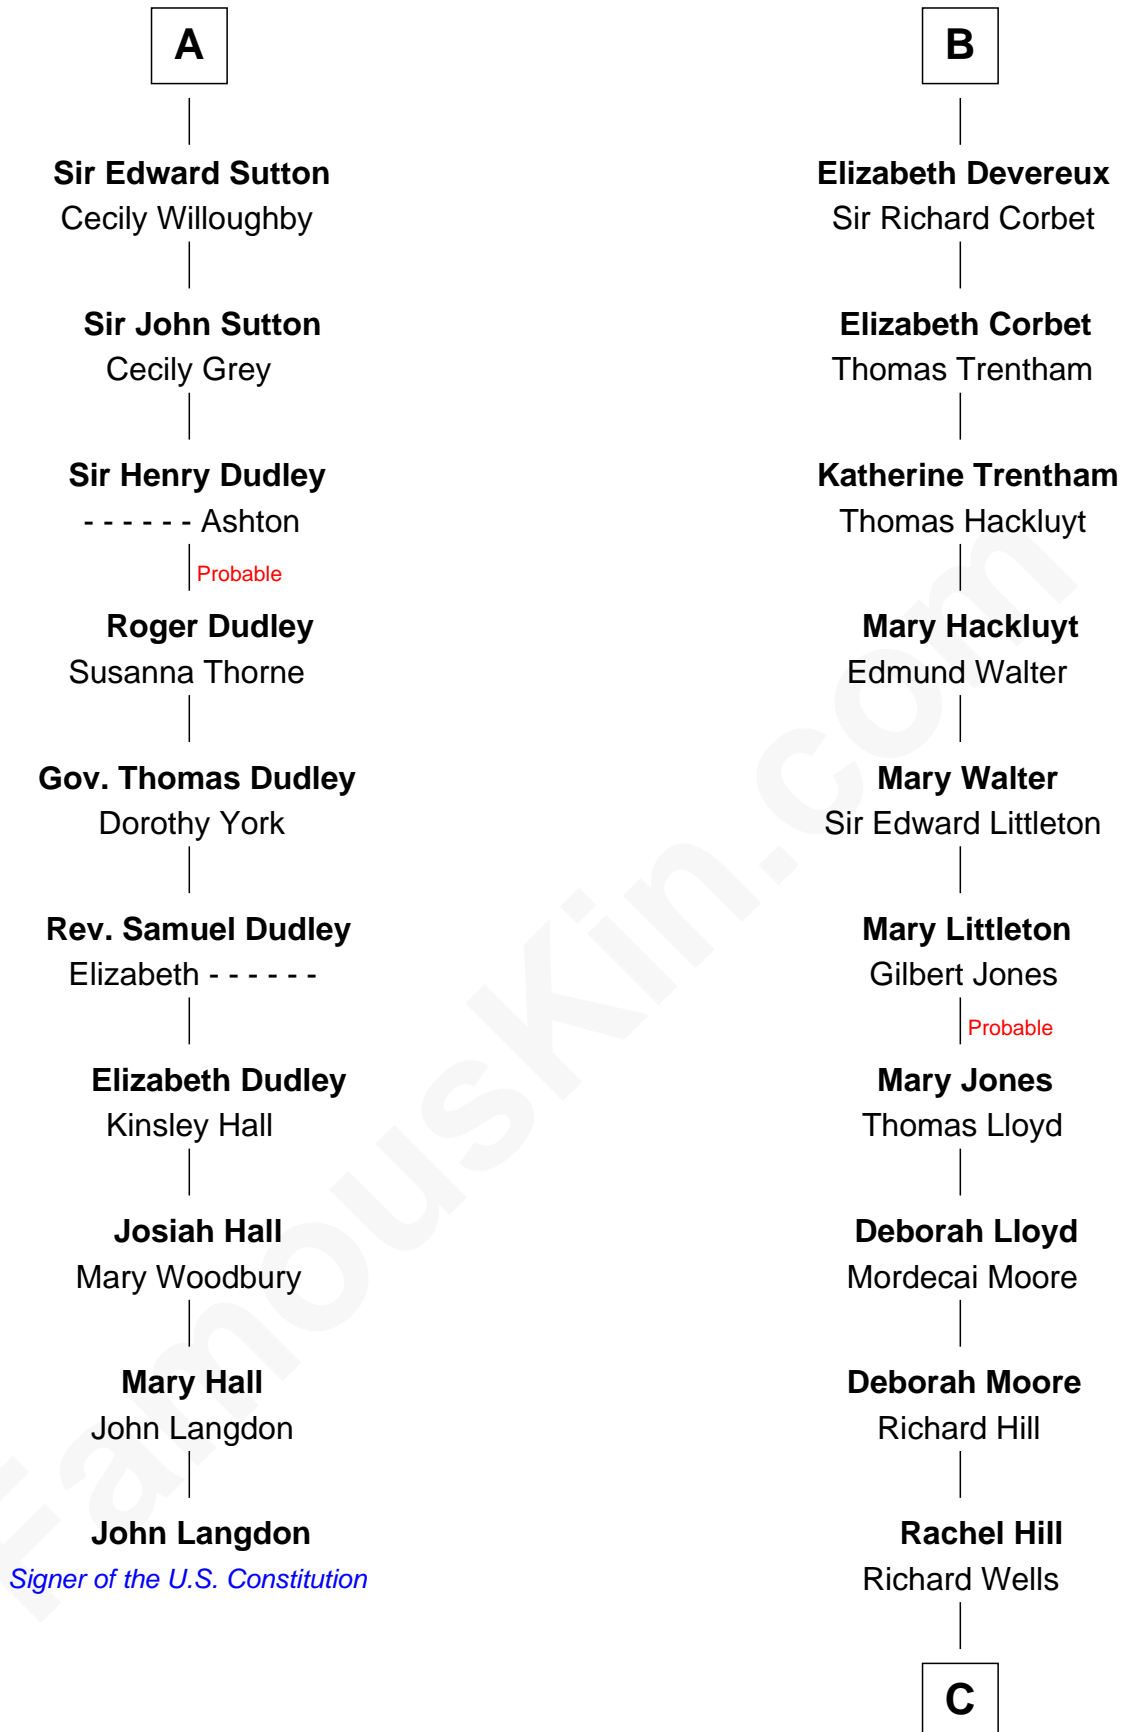 A
Sir Edward Sutton
Cecily Willoughby
Sir John Sutton
Cecily Grey
Sir Henry Dudley
- - - - - - Ashton
Probable
Roger Dudley
Susanna Thorne
Gov. Thomas Dudley
Dorothy York
Rev. Samuel Dudley
Elizabeth - - - - - -
Elizabeth Dudley
Kinsley Hall
Josiah Hall
Mary Woodbury
Mary Hall
John Langdon
John Langdon
Signer of the U.S. Constitution
B
Elizabeth Devereux
Sir Richard Corbet
Elizabeth Corbet
Thomas Trentham
Katherine Trentham
Thomas Hackluyt
Mary Hackluyt
Edmund Walter
Mary Walter
Sir Edward Littleton
Mary Littleton
Gilbert Jones
Probable
Mary Jones
Thomas Lloyd
Deborah Lloyd
Mordecai Moore
Deborah Moore
Richard Hill
Rachel Hill
Richard Wells
C
FamousKin.com